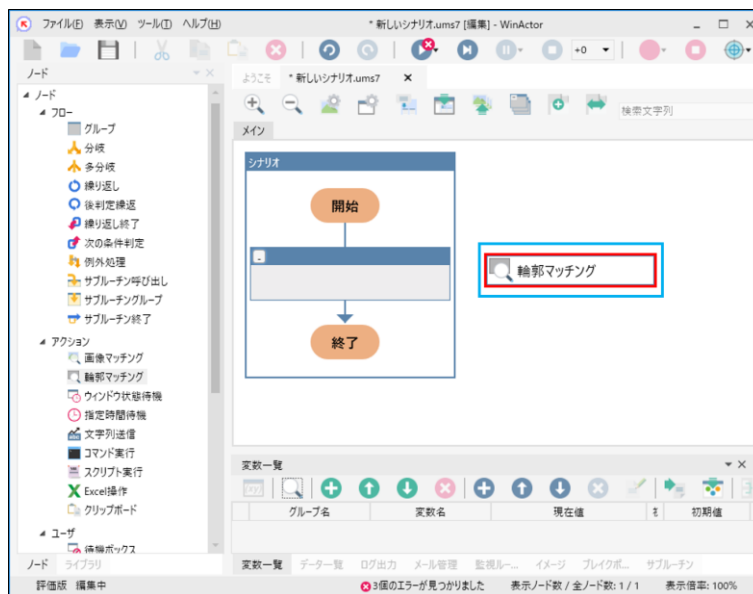 ファイル(F) 表示(V) ツール(T) ヘルプ(H) * 新しいシナリオ.ums7 [編集] - WinActor
+0
ノード
ようこそ * 新しいシナリオ.ums7
検索文字列
メイン
ノード
フロー
グループ
分岐
多分岐
繰り返し
後判定繰返
繰り返し終了
次の条件判定
例外処理
サブルーチン呼び出し
サブルーチングループ
サブルーチン終了
アクション
画像マッチング
輪郭マッチング
ウィンドウ状態待機
指定時間待機
文字列送信
コマンド実行
スクリプト実行
Excel操作
クリップボード
ユーザ
待機ボックス
ノード ライブラリ
シナリオ
開始
終了
輪郭マッチング
変数一覧
グループ名 変数名 現在値 初期値
変数一覧 データ一覧 ログ出力 メール管理 監視ルー... イメージ ブレイクポ... サブルーチン
評価版 編集中 3個のエラーが見つかりました 表示ノード数 / 全ノード数: 1 / 1 表示倍率: 100%